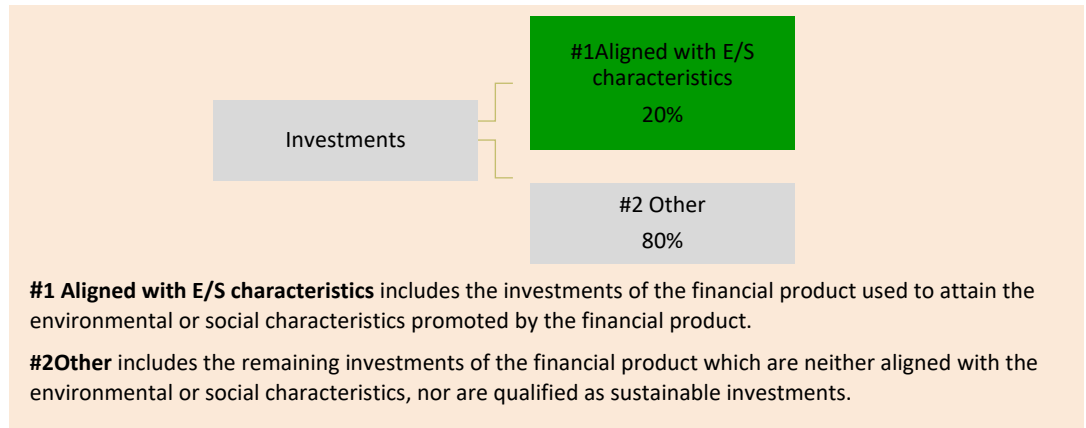 #1Aligned with E/S
characteristics
20%
Investments
#2 Other
80%
#1 Aligned with E/S characteristics includes the investments of the financial product used to attain the
environmental or social characteristics promoted by the financial product.
#2Other includes the remaining investments of the financial product which are neither aligned with the
environmental or social characteristics, nor are qualified as sustainable investments.